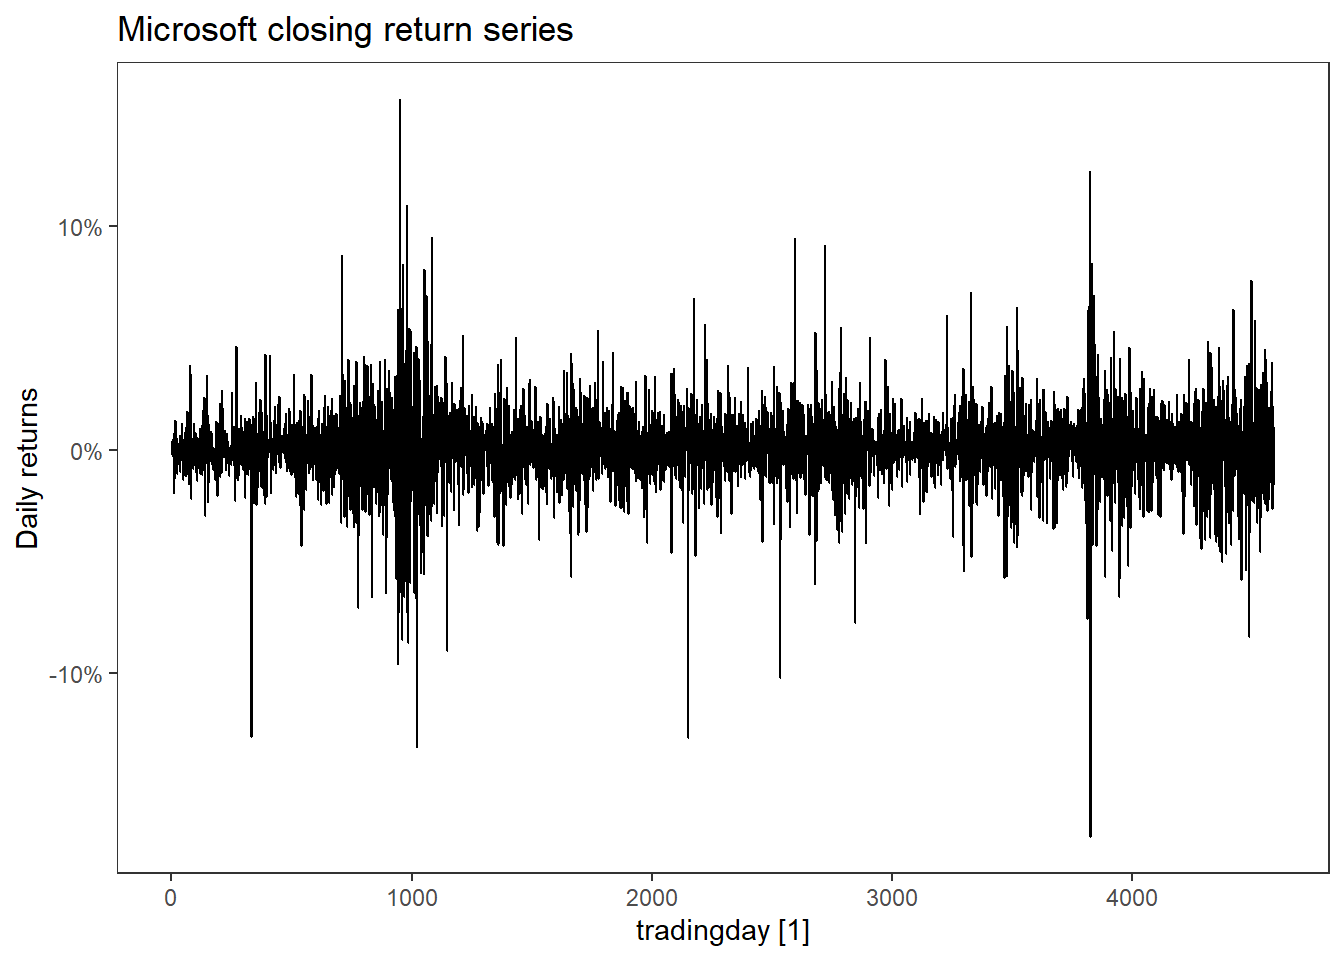 Microsoft closing return series
Daily returns
10%
0%
-10%
0 1000 2000 3000 4000
tradingday [1]